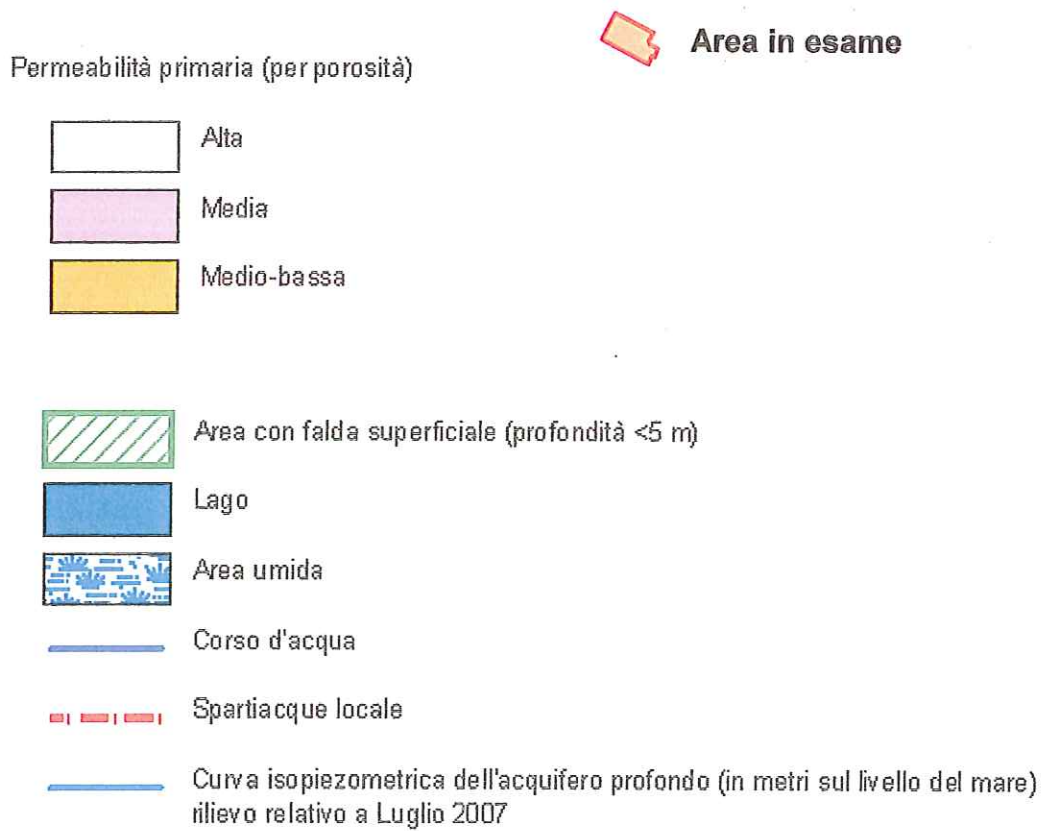 Area in esame
Permeabilità primaria (per porosità)
Alta
Media
Medio-bassa
Area con falda superficiale (profondità <5 m)
Lago
Area umida
Corso d'acqua
Spartiacque locale
Curva isopiezometrica dell'acquifero profondo (in metri sul livello del mare)
rilievo relativo a Luglio 2007